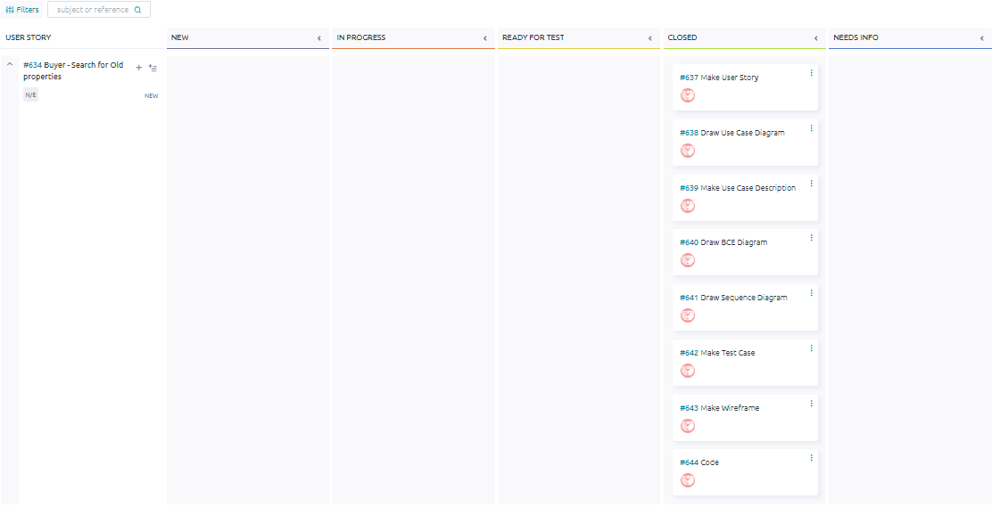 Filters
subject or reference
USER STORY
NEW
IN PROGRESS
READY FOR TEST
CLOSED
NEEDS INFO
#634 Buyer - Search for Old
properties
N/E
NEW
#637 Make User Story
#638 Draw Use Case Diagram
#639 Make Use Case Description
#640 Draw BCE Diagram
#641 Draw Sequence Diagram
#642 Make Test Case
#643 Make Wireframe
#644 Code